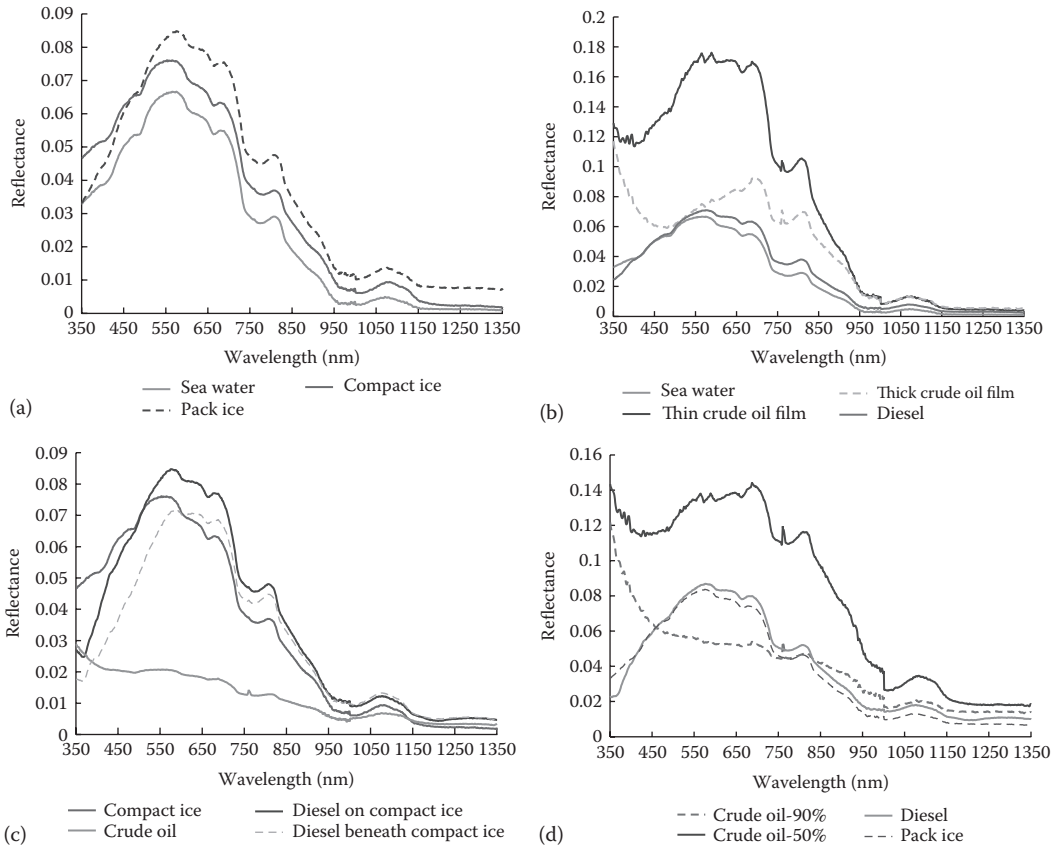 0.09
0.08
0.07
0.06
0.05
0.04
0.03
0.02
0.01
0
Reflectance
350 450 550 650 750 850 950 1050 1150 1250 1350
Wavelength (nm)
Sea water Compact ice
Pack ice
(a)
0.2
0.18
0.16
0.14
0.12
0.1
0.08
0.06
0.04
0.02
0
Reflectance
350 450 550 650 750 850 950 1050 1150 1250 1350
Wavelength (nm)
Sea water Thick crude oil film
Thin crude oil film Diesel
(b)
0.09
0.08
0.07
0.06
0.05
0.04
0.03
0.02
0.01
0
Reflectance
350 450 550 650 750 850 950 1050 1150 1250 1350
Wavelength (nm)
Compact ice Diesel on compact ice
Crude oil Diesel beneath compact ice
(c)
0.16
0.14
0.12
0.1
0.08
0.06
0.04
0.02
0
Reflectance
350 450 550 650 750 850 950 1050 1150 1250 1350
Wavelength (nm)
Crude oil-90% Diesel
Crude oil-50% Pack ice
(d)